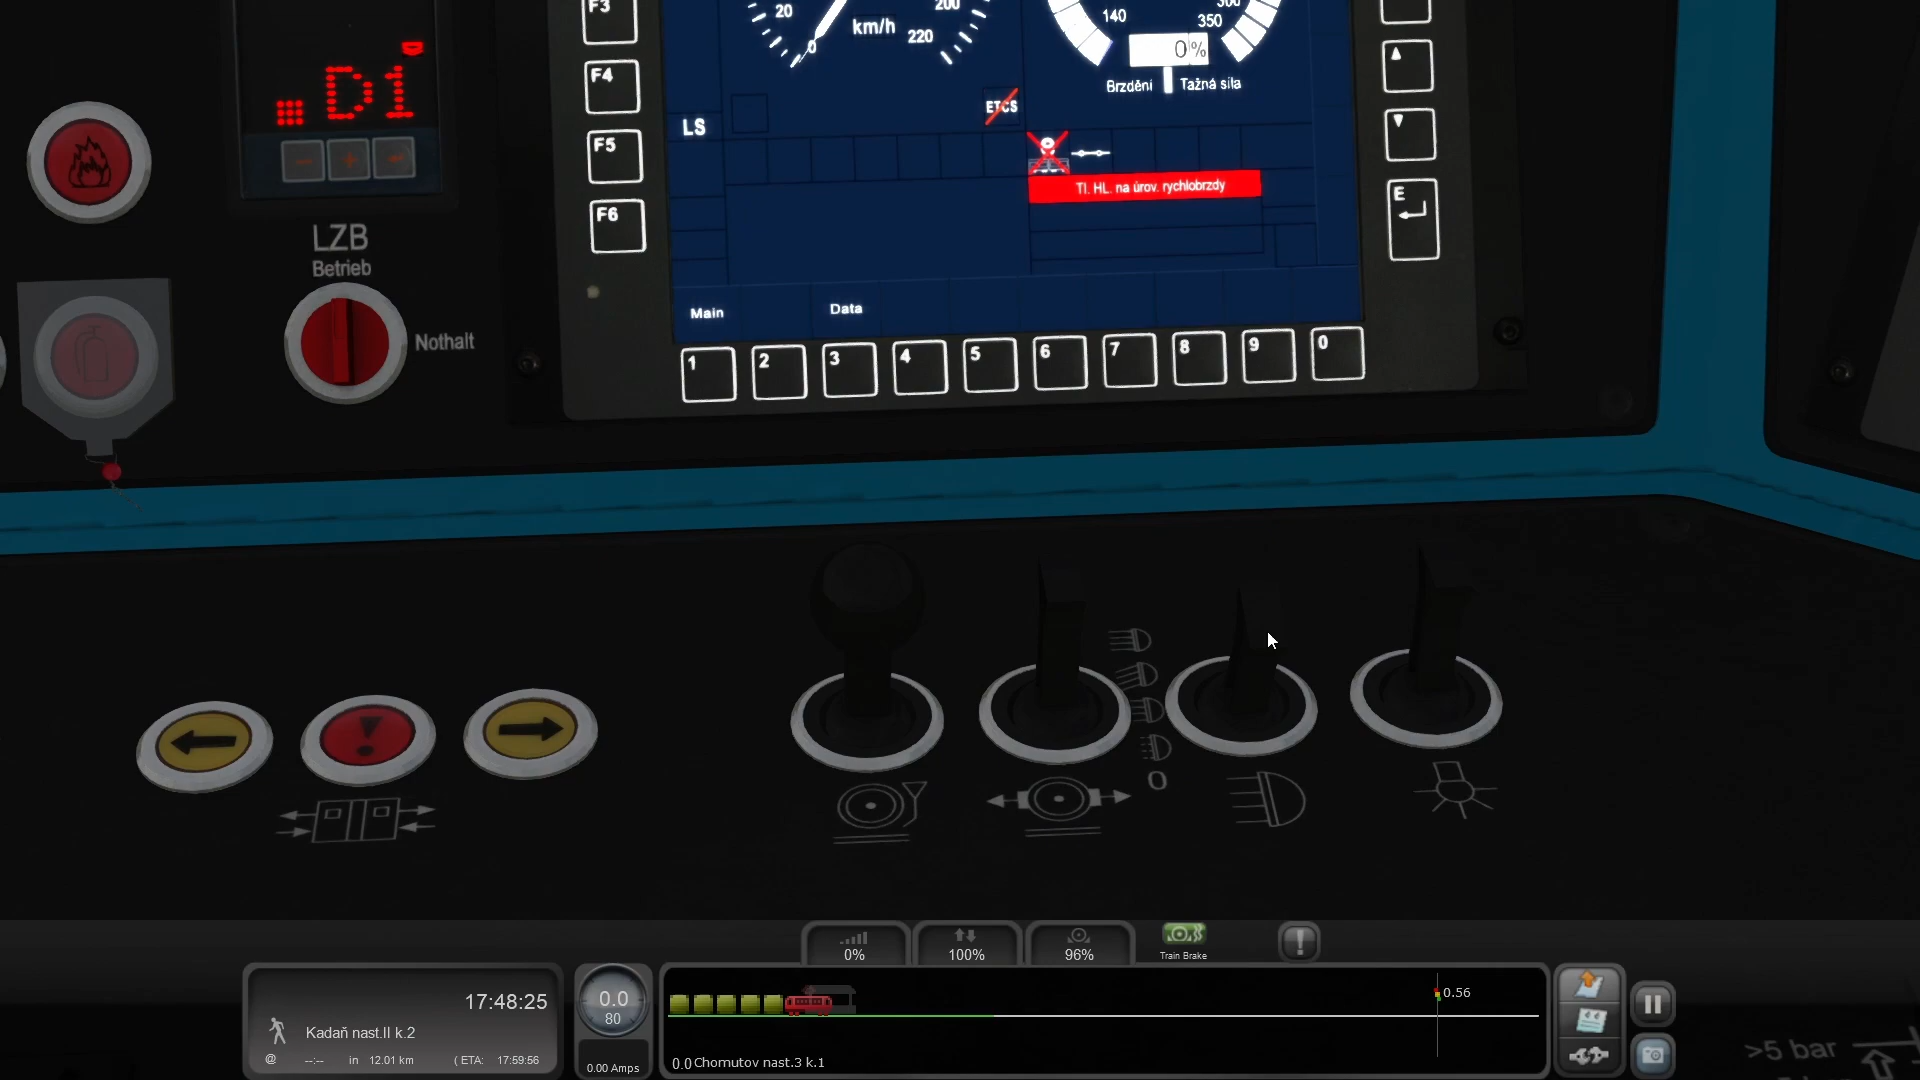 F3
20
0
km/h
200
220
140
300
350
0%
Brzdění
Tažná síla
F4
D1
ETCS
LS
F5
Tl. HL. na úrov. rychlobrzdy
E
F6
LZB
Betrieb
Nothalt
Main
Data
1 2 3 4 5 6 7 8 9 0
0
0%
100%
96%
Train Brake
17:48:25
Kadaň nast.II k.2
@ --:-- in 12.01 km ( ETA: 17:59:56
0.0
80
0.00 Amps
0.56
0.0 Chomutov nast.3 k.1
>5 bar